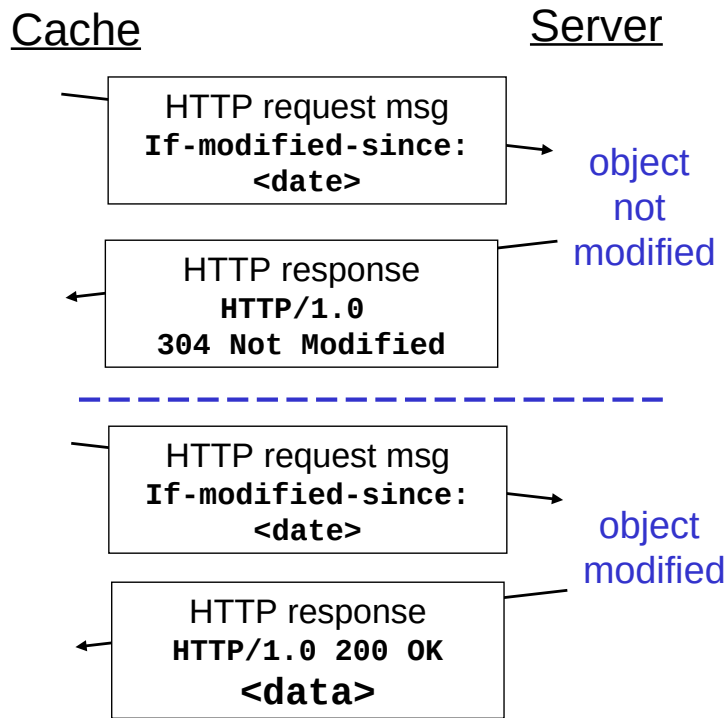 Cache
Server
HTTP request msg
If-modified-since:
<date>
object
not
modified
HTTP response
HTTP/1.0
304 Not Modified
HTTP request msg
If-modified-since:
<date>
object
modified
HTTP response
HTTP/1.0 200 OK
<data>